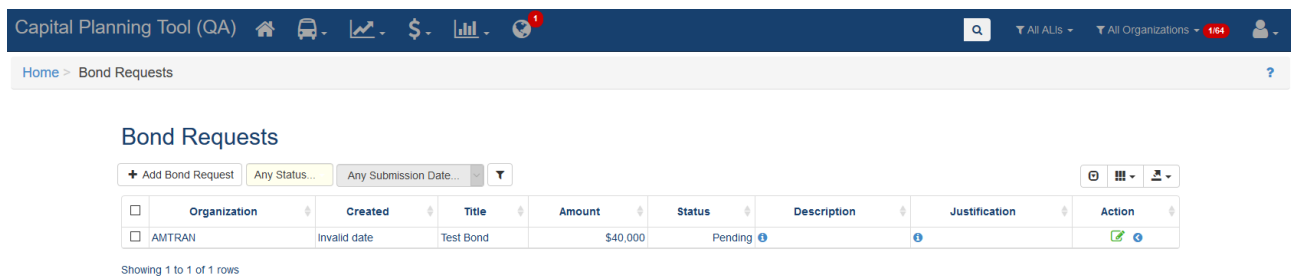 Capital Planning Tool (QA) 1 All ALIs All Organizations 1/64
Home > Bond Requests ?
Bond Requests
+ Add Bond Request Any Status... Any Submission Date...
Organization Created Title Amount Status Description Justification Action
AMTRAN Invalid date Test Bond $40,000 Pending
Showing 1 to 1 of 1 rows